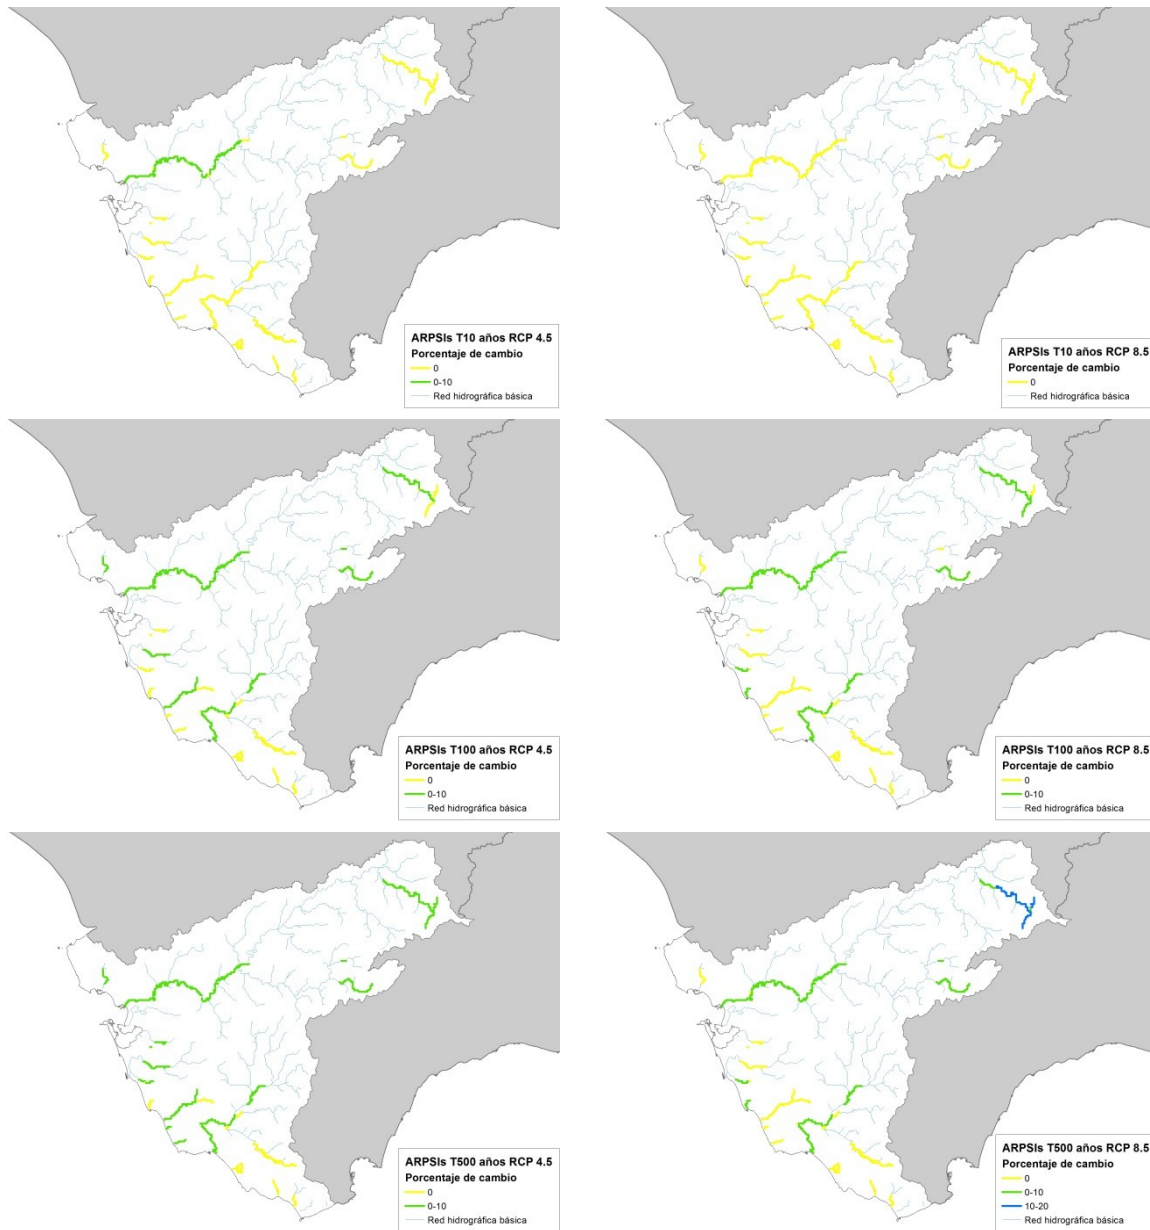 ARPSIs T10 años RCP 4.5
Porcentaje de cambio
0
0-10
Red hidrográfica básica
ARPSIs T10 años RCP 8.5
Porcentaje de cambio
0
Red hidrográfica básica
ARPSIs T100 años RCP 4.5
Porcentaje de cambio
0
0-10
Red hidrográfica básica
ARPSIs T100 años RCP 8.5
Porcentaje de cambio
0
0-10
Red hidrográfica básica
ARPSIs T500 años RCP 4.5
Porcentaje de cambio
0
0-10
Red hidrográfica básica
ARPSIs T500 años RCP 8.5
Porcentaje de cambio
0
0-10
10-20
Red hidrográfica básica